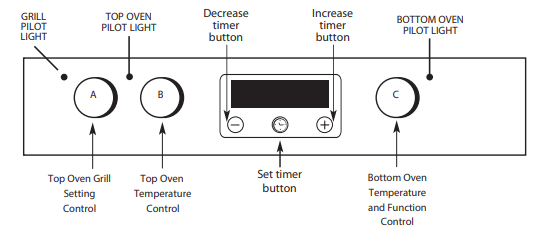 GRILL
PILOT
LIGHT
TOP OVEN
PILOT LIGHT
Decrease
timer
button
Increase
timer
button
BOTTOM OVEN
PILOT LIGHT
A
B
C
Top Oven Grill
Setting
Control
Top Oven
Temperature
Control
Set timer
button
Bottom Oven
Temperature
and Function
Control